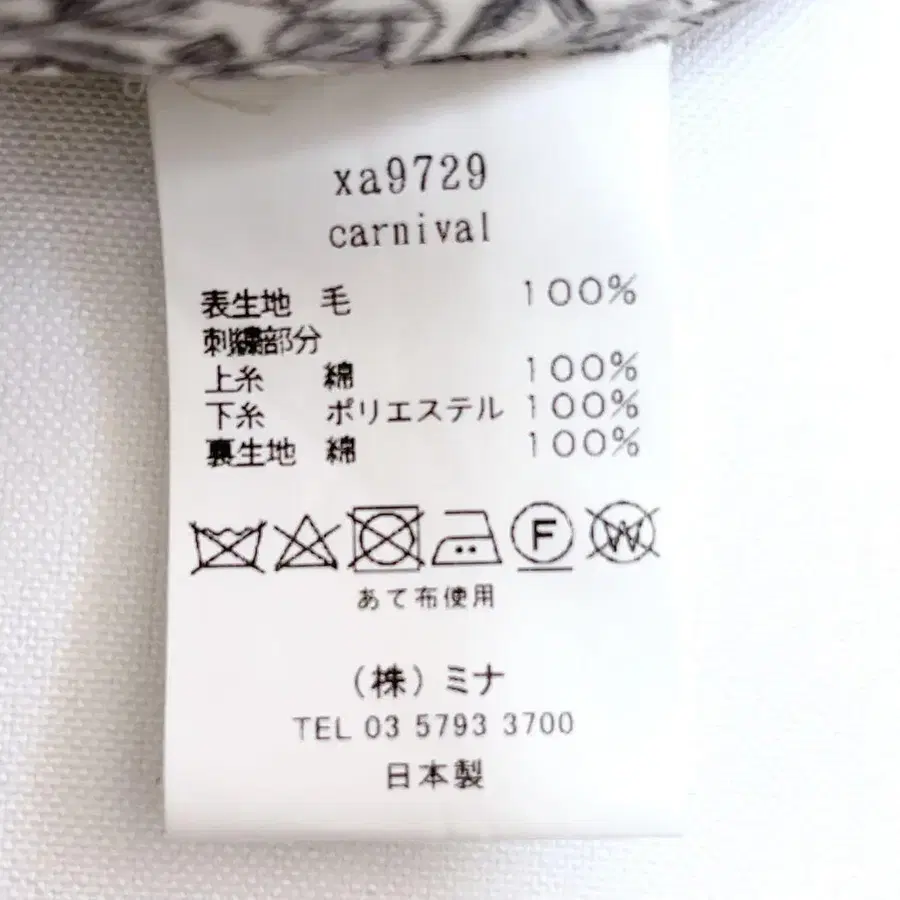 xa9729
carnival
表生地 毛 100%
刺繍部分
上糸 綿 100%
下糸 ポリエステル 100%
裏生地 綿 100%
F W
あて布使用
（株）ミナ
TEL 03 5793 3700
日本製